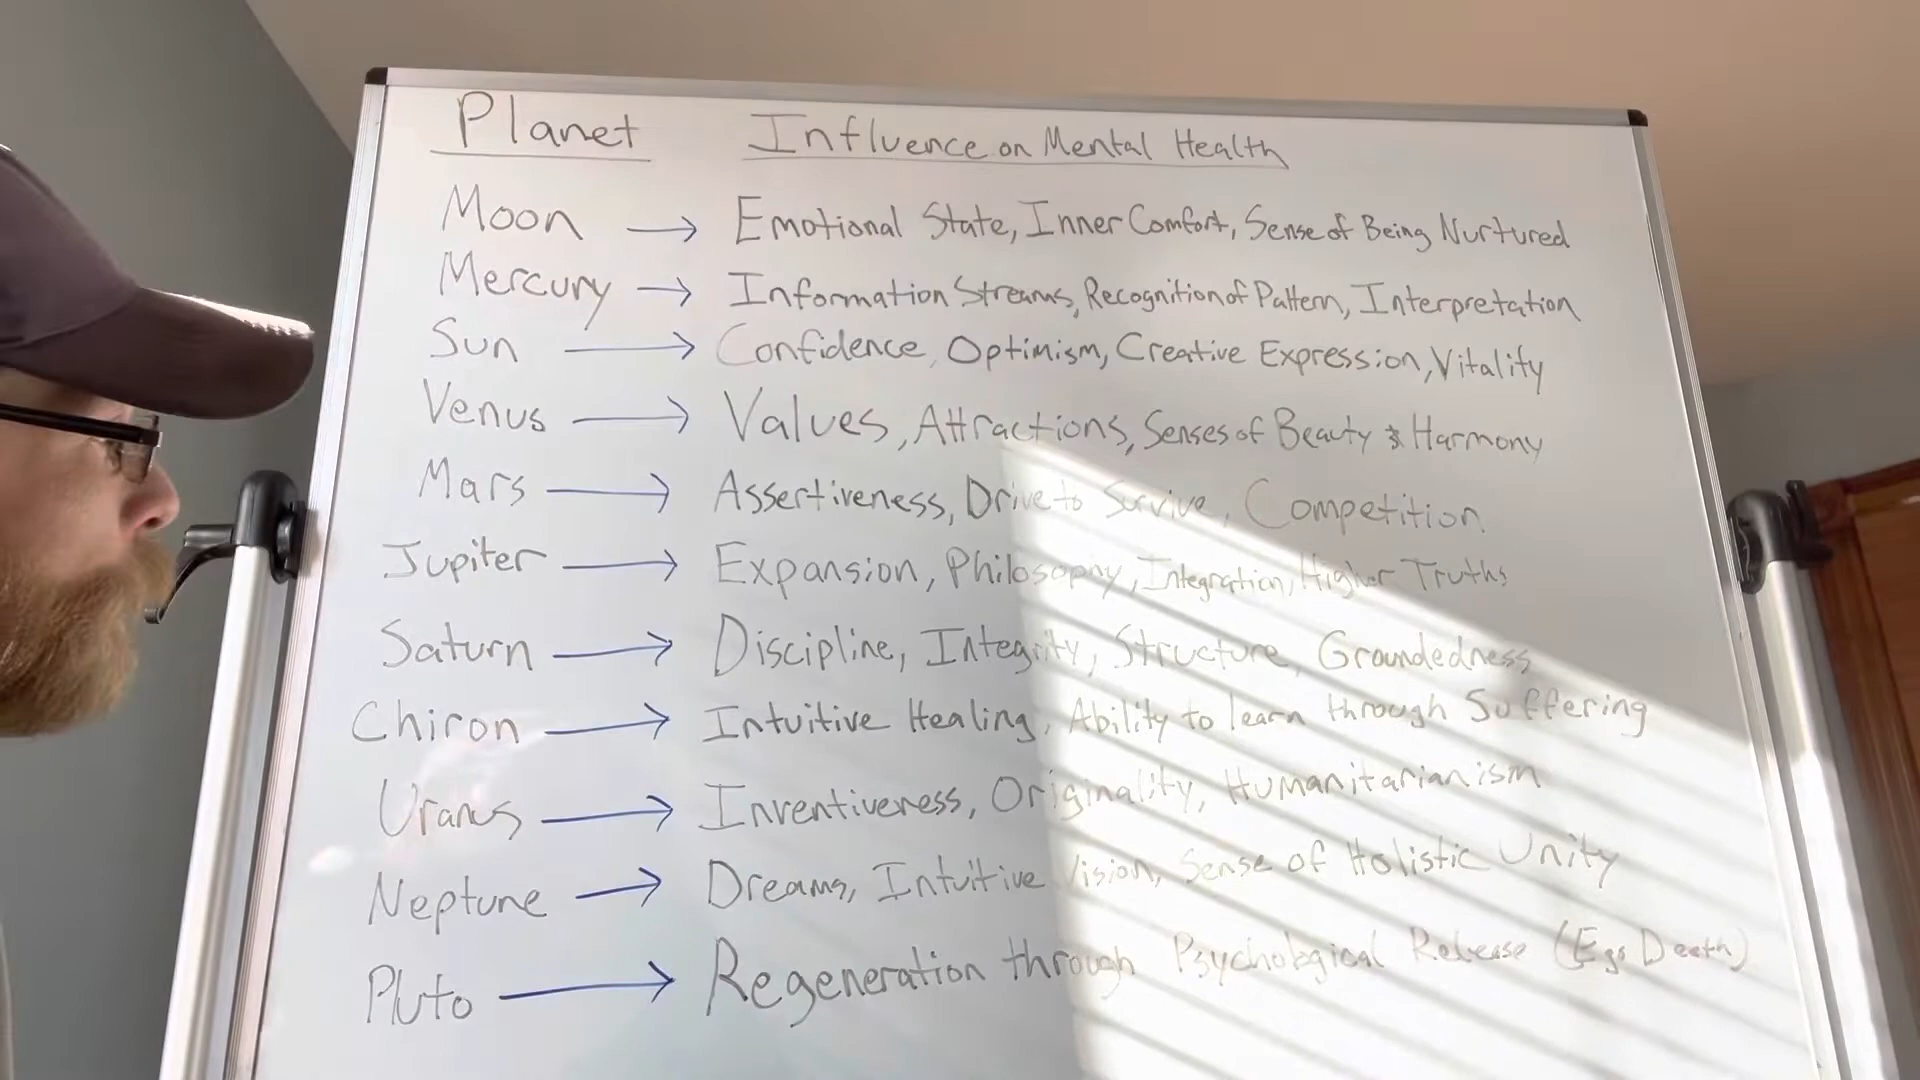 Planet Influence on Mental Health
Moon → Emotional State, Inner Comfort, Sense of Being Nurtured
Mercury → Information Streams, Recognition of Pattern, Interpretation
Sun → Confidence, Optimism, Creative Expression, Vitality
Venus → Values, Attractions, Senses of Beauty & Harmony
Mars → Assertiveness, Drive to Survive, Competition
Jupiter → Expansion, Philosophy, Integration, Higher Truths
Saturn → Discipline, Integrity, Structure, Groundedness
Chiron → Intuitive Healing, Ability to learn through Suffering
Uranus → Inventiveness, Originality, Humanitarianism
Neptune → Dreams, Intuitive Vision, Sense of Holistic Unity
Pluto → Regeneration through Psychological Release (Ego Death)